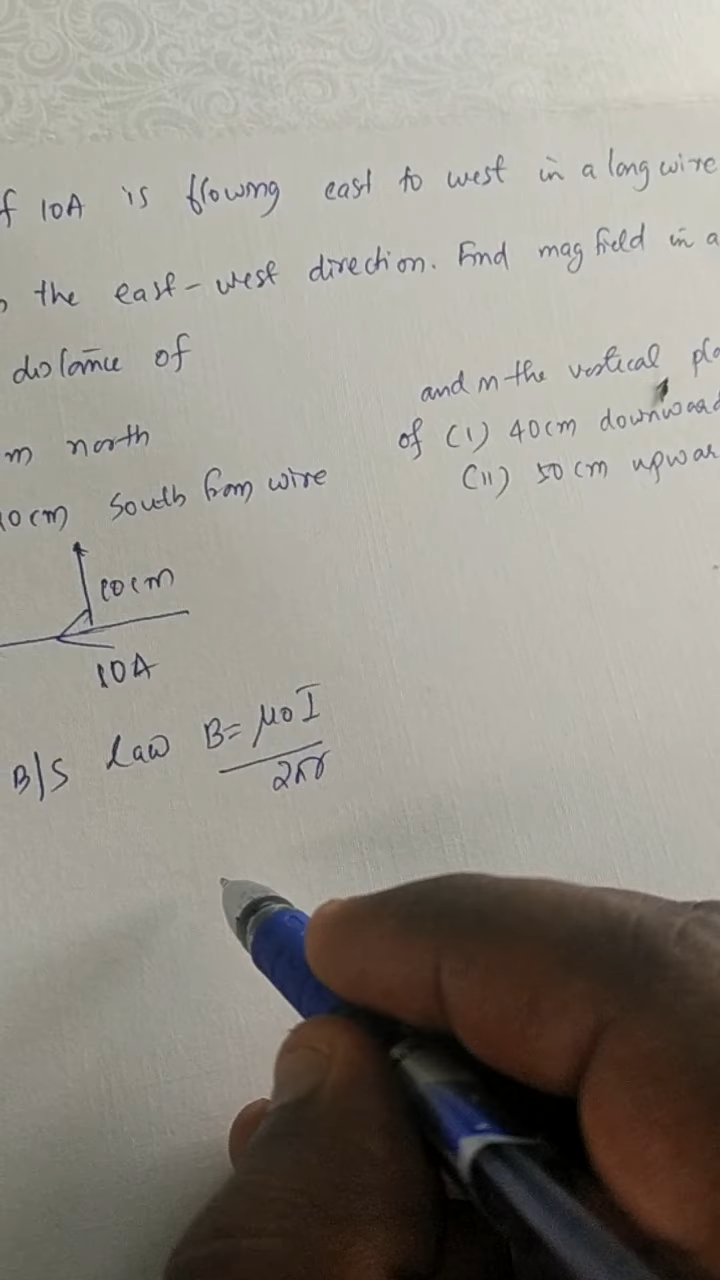 10A is flowing east to west in a long wire
the east-west direction. Find mag field in a
distance of
m north
10cm south from wire
and in the vertical
of (i) 40cm downward
(ii) 50cm upwar
10cm
10A
B/S Law B= μ0 I
2πr